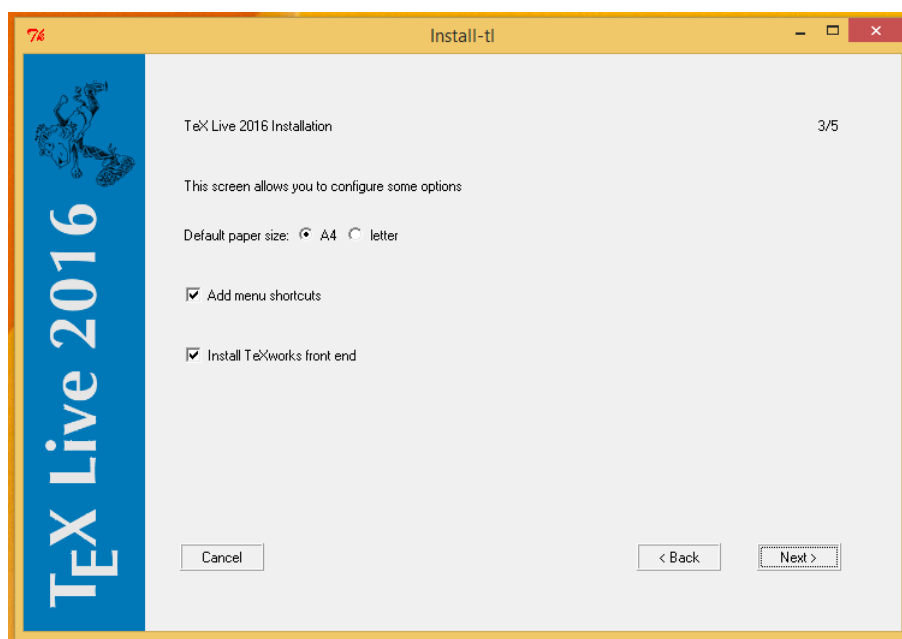 7k Install-tl
TeX Live 2016 Installation 3/5
This screen allows you to configure some options
Default paper size: A4 letter
Add menu shortcuts
Install TeXworks front end
Cancel < Back Next >
TEX Live 2016